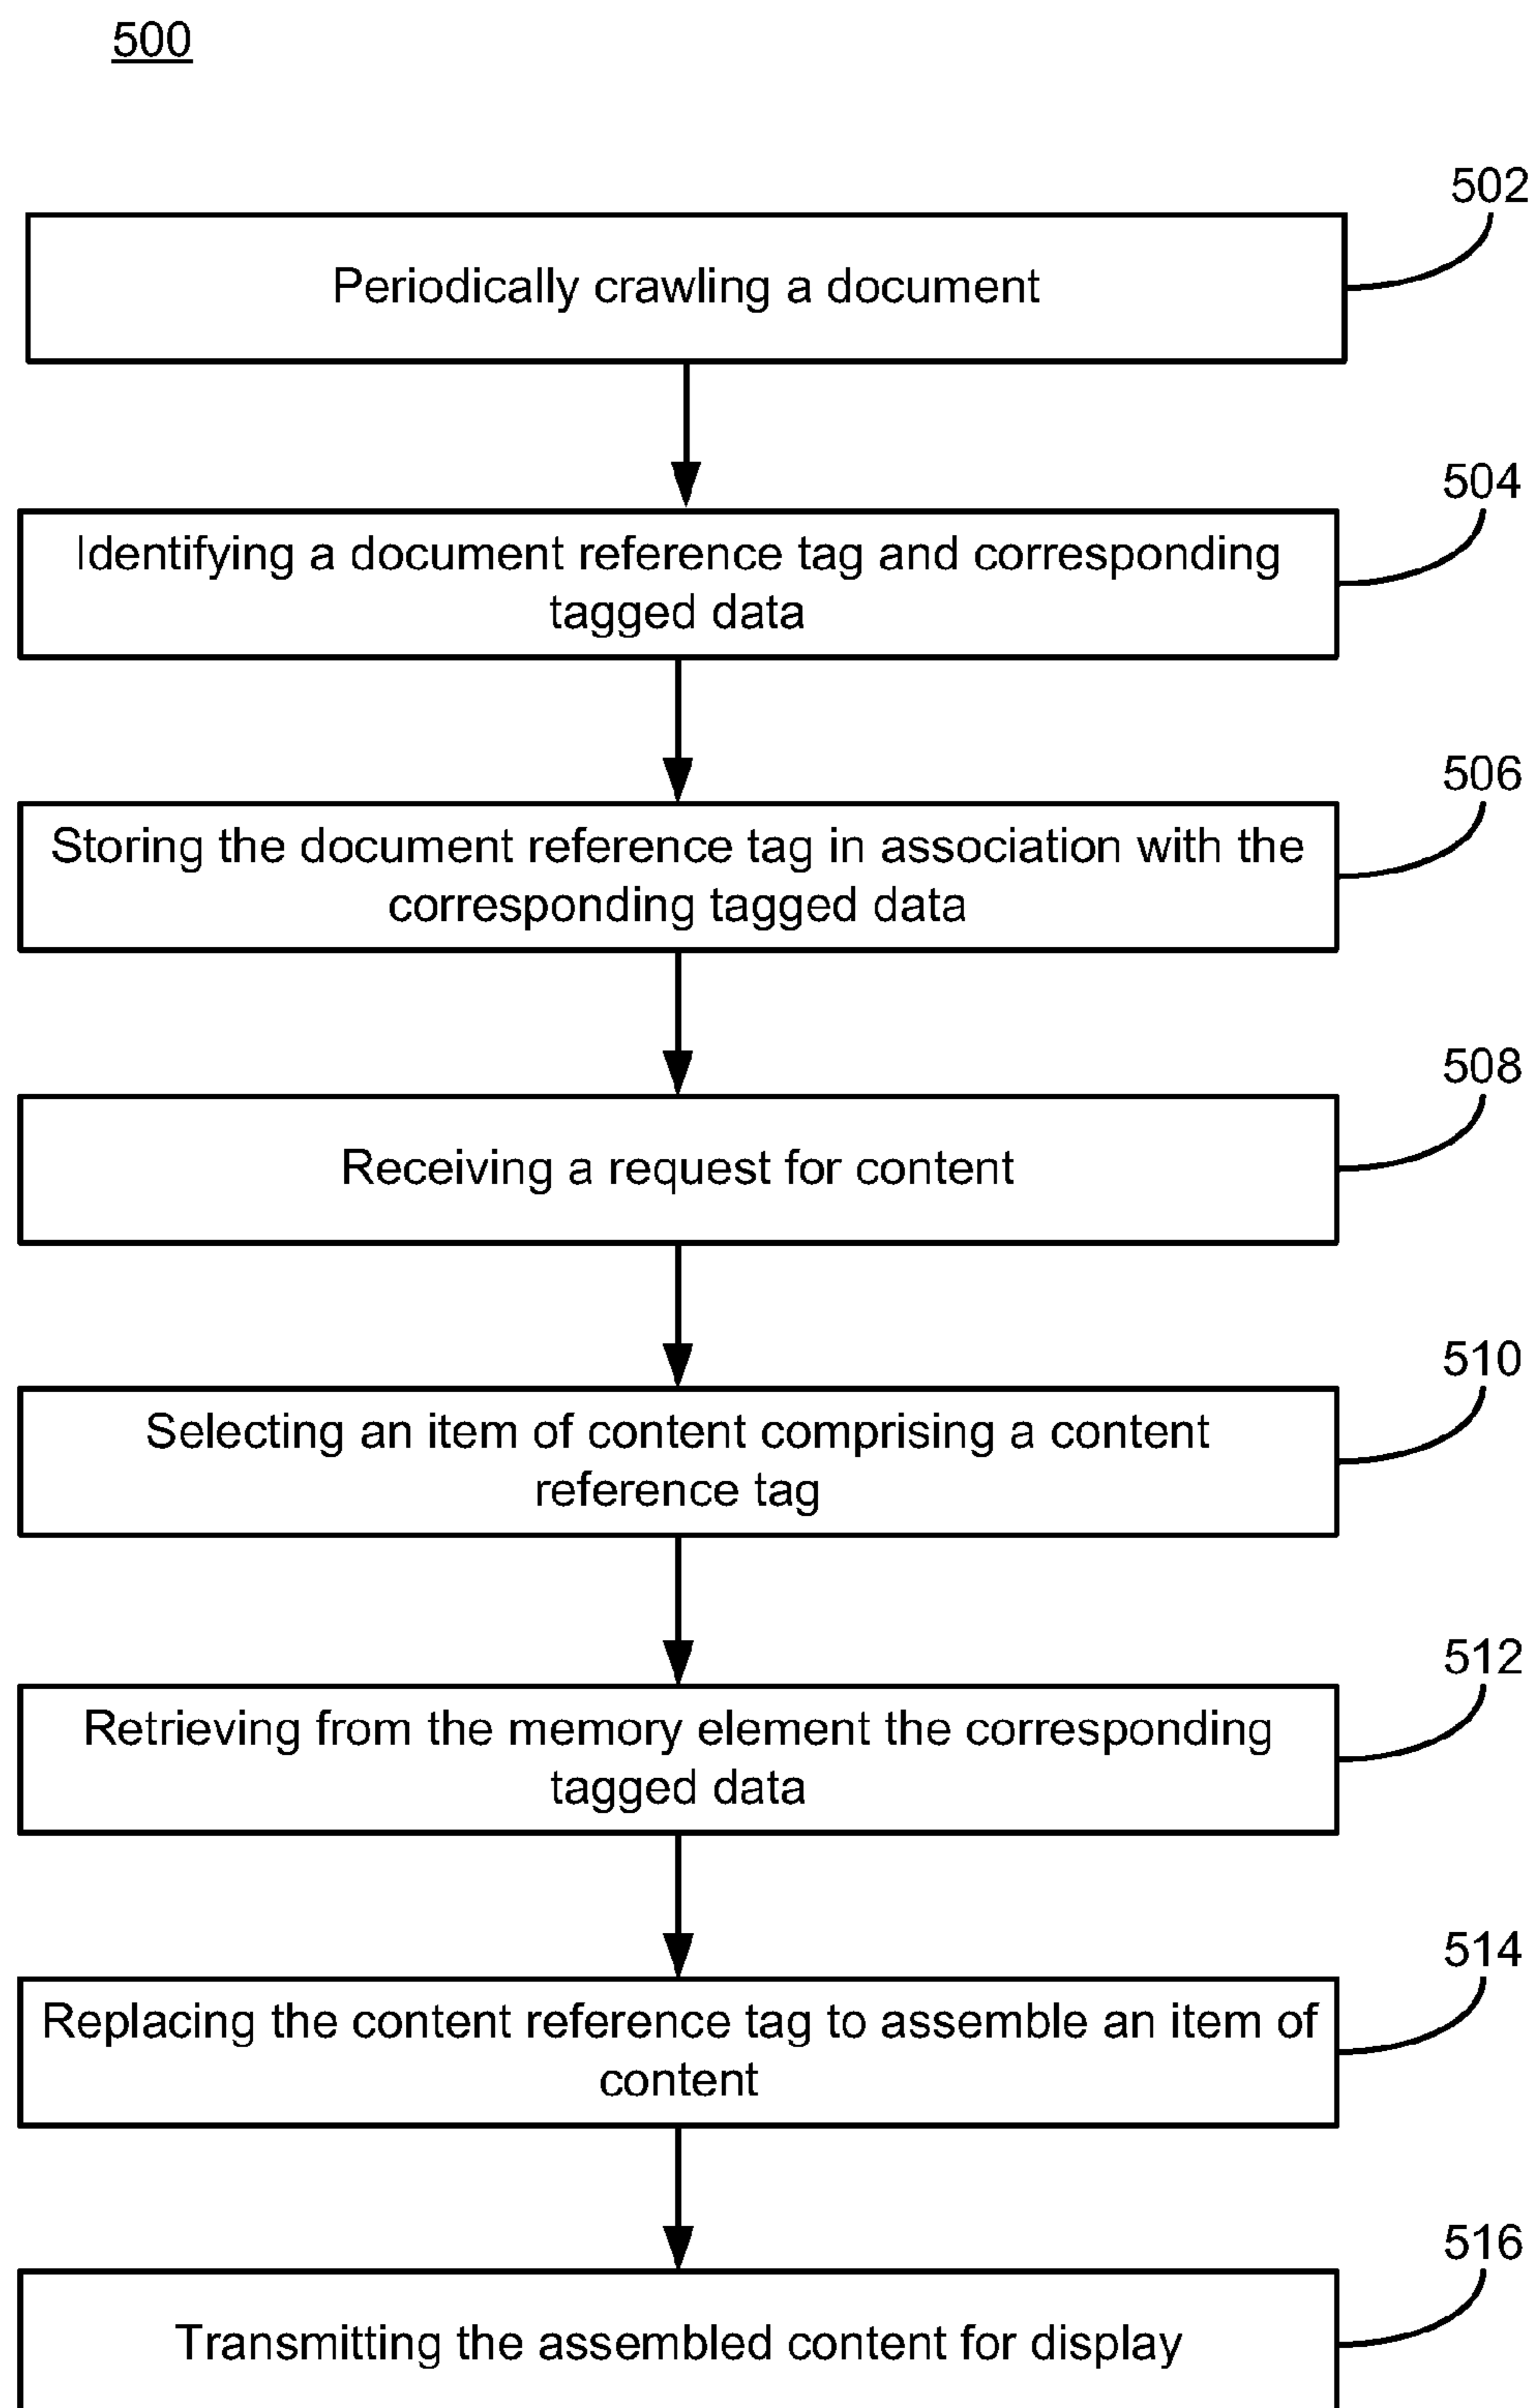 500
502
Periodically crawling a document
504
Identifying a document reference tag and corresponding
tagged data
506
Storing the document reference tag in association with the
corresponding tagged data
508
Receiving a request for content
510
Selecting an item of content comprising a content
reference tag
512
Retrieving from the memory element the corresponding
tagged data
514
Replacing the content reference tag to assemble an item of
content
516
Transmitting the assembled content for display